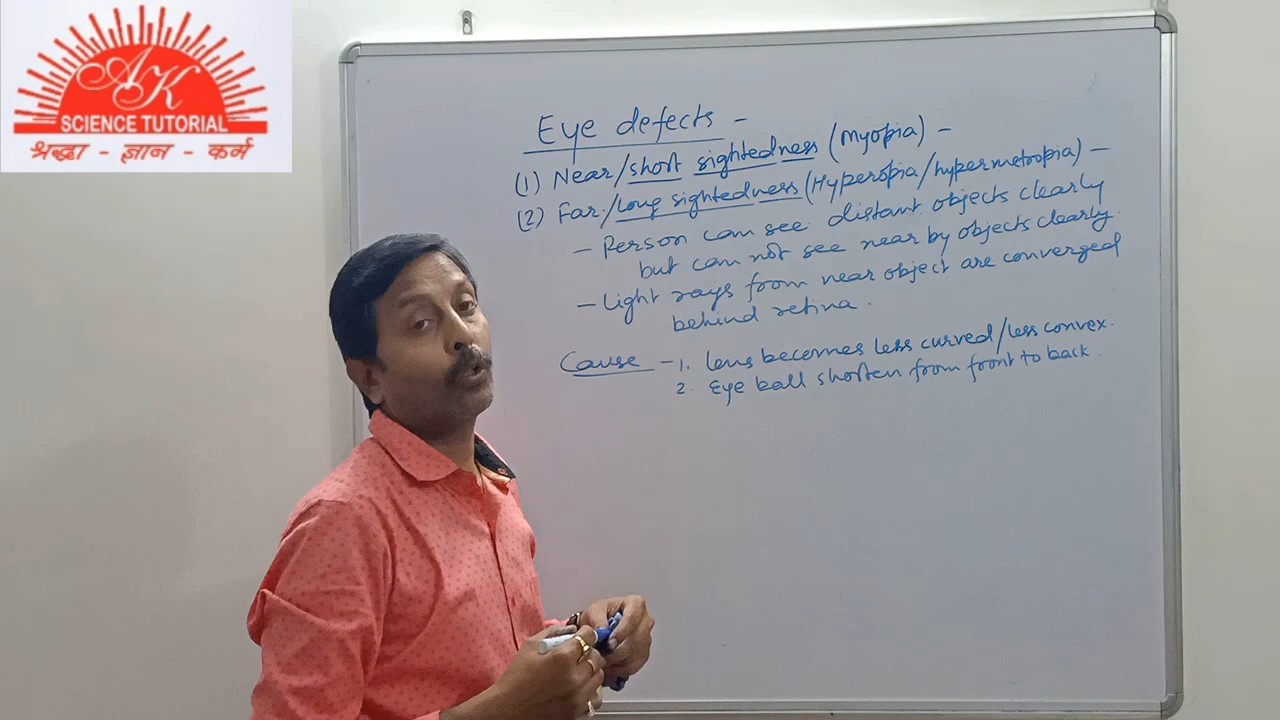 AK
SCIENCE TUTORIAL
श्रद्धा - ज्ञान - कर्म
Eye defects -
(1) Near/short sightedness (Myopia) -
(2) Far/long sightedness (Hyperopia/hypermetropia) -
- Person can see distant objects clearly
but can not see near by objects clearly.
- Light rays from near object are converged
behind retina.
Cause - 1. Lens becomes less curved/less convex.
2. Eye ball shorten from front to back.